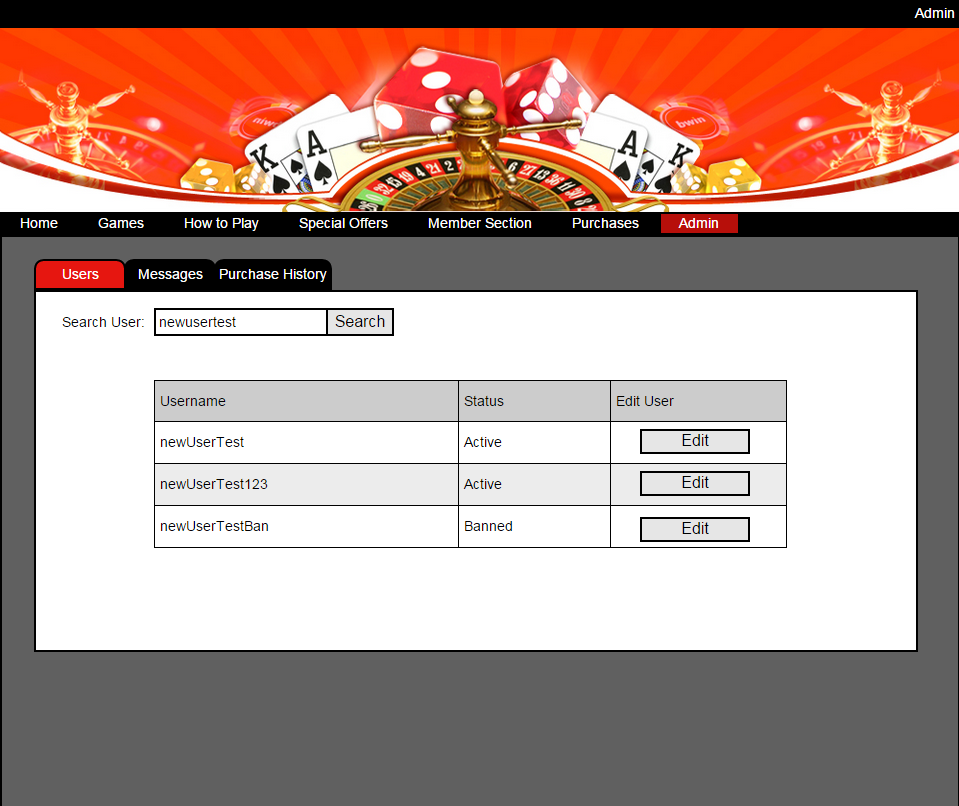 Admin
K A A K
bwin
Home Games How to Play Special Offers Member Section Purchases Admin
Users Messages Purchase History
Search User: newusertest Search
Username Status Edit User
newUserTest Active Edit
newUserTest123 Active Edit
newUserTestBan Banned Edit